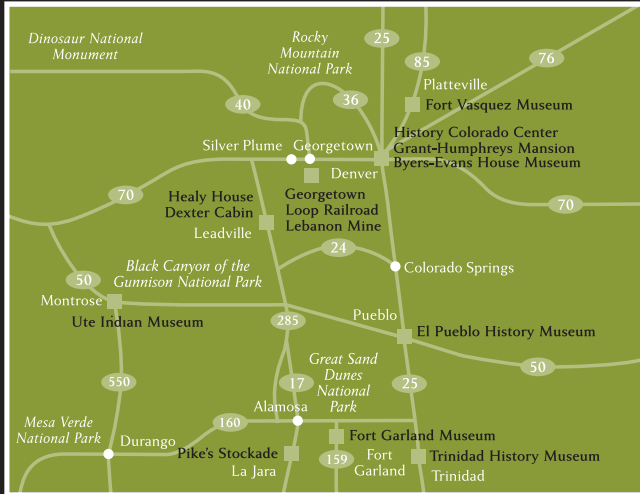 Dinosaur National
Monument
Rocky
Mountain
National Park
25
85
76
Platteville
Fort Vasquez Museum
40
36
History Colorado Center
Grant-Humphreys Mansion
Byers-Evans House Museum
Silver Plume
Georgetown
Denver
70
70
Healy House
Dexter Cabin
Leadville
Georgetown
Loop Railroad
Lebanon Mine
24
Colorado Springs
Black Canyon of the
Gunnison National Park
50
Montrose
Ute Indian Museum
285
Pueblo
El Pueblo History Museum
50
550
17
Great Sand
Dunes
National
Park
25
Alamosa
160
Mesa Verde
National Park
Durango
Pike's Stockade
La Jara
Fort Garland Museum
159
Fort
Garland
Trinidad History Museum
Trinidad